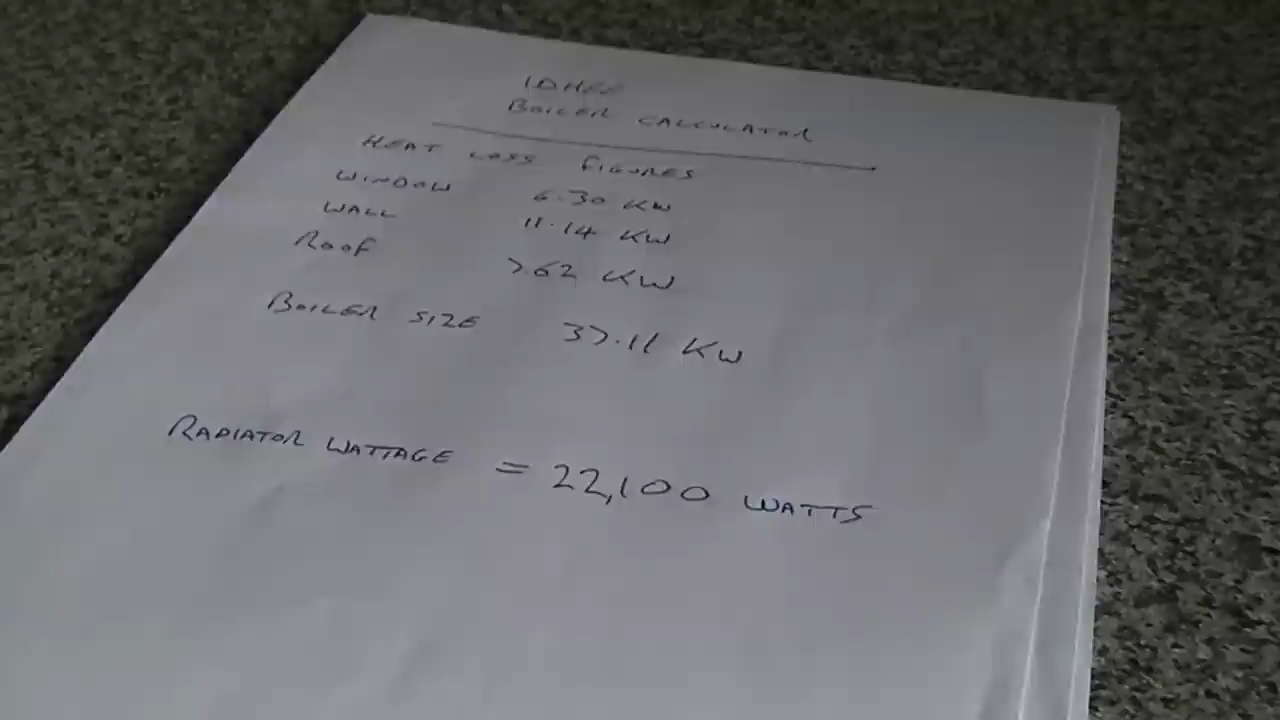 IDHEE
BOILER CALCULATOR
HEAT LOSS FIGURES
WINDOW 6.30 KW
WALL 11.14 KW
ROOF 7.62 KW
BOILER SIZE 37.11 KW
RADIATOR WATTAGE = 22,100 WATTS